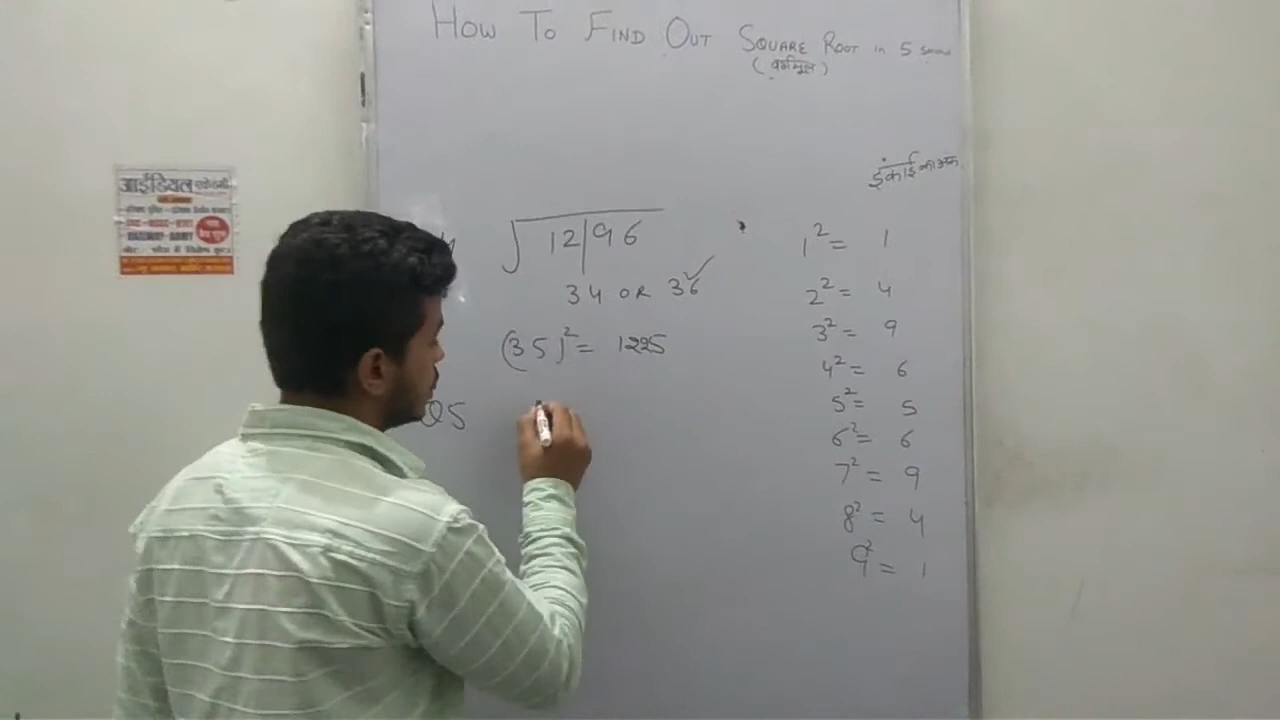 HOW TO FIND OUT SQUARE ROOT in 5
(वर्गमूल)
इंकाई का अंक
√12|96
34 OR 36 ✓
(35)² = 1225
Q5
1² = 1
2² = 4
3² = 9
4² = 6
5² = 5
6² = 6
7² = 9
8² = 4
9² = 1
आईडियल